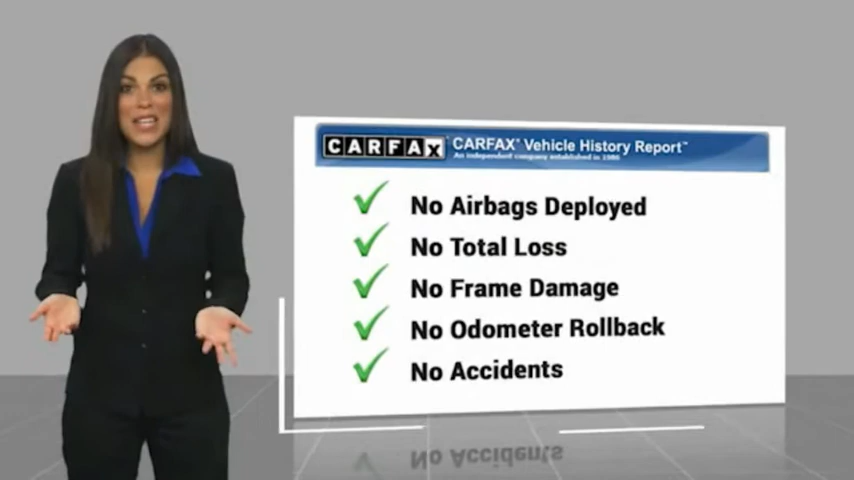 CARFAX CARFAX® Vehicle History Report™
An independent company established in 1986
No Airbags Deployed
No Total Loss
No Frame Damage
No Odometer Rollback
No Accidents
No Accidents